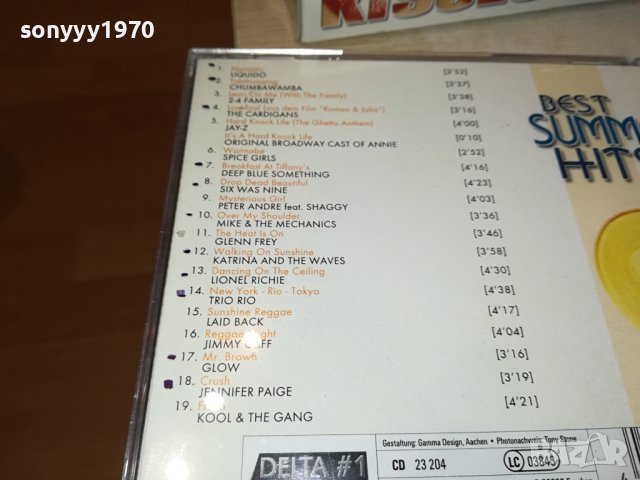 sonyyy1970
1. Narcotic [3'52]
LIQUIDO
2. Tubthumping [3'37]
CHUMBAWAMBA
3. Lean On Me (With The Family) [3'38]
2-4 FAMILY
4. Lovefool (aus dem Film "Romeo & Julia") [3'16]
THE CARDIGANS
5. Hard Knock Life (The Ghetto Anthem) [4'00]
JAY-Z
It's A Hard Knock Life [0'10]
ORIGINAL BROADWAY CAST OF ANNIE
6. Wannabe [2'52]
SPICE GIRLS
7. Breakfast At Tiffany's [4'16]
DEEP BLUE SOMETHING
8. Drop Dead Beautiful [4'23]
SIX WAS NINE
9. Mysterious Girl [4'03]
PETER ANDRE feat. SHAGGY
10. Over My Shoulder [3'36]
MIKE & THE MECHANICS
11. The Heat Is On [3'46]
GLENN FREY
12. Walking On Sunshine [3'58]
KATRINA AND THE WAVES
13. Dancing On The Ceiling [4'30]
LIONEL RICHIE
14. New York - Rio - Tokyo [4'38]
TRIO RIO
15. Sunshine Reggae [4'17]
LAID BACK
16. Reggae Night [4'04]
JIMMY CLIFF
17. Mr. Brown [3'16]
GLOW
18. Crush [3'19]
JENNIFER PAIGE
19. [4'21]
KOOL & THE GANG
BEST
SUMM
HITS
Gestaltung: Gamma Design, Aachen • Photonachweis: Tony Stone
DELTA #1
CD 23 204
LC 03843
BAZAR